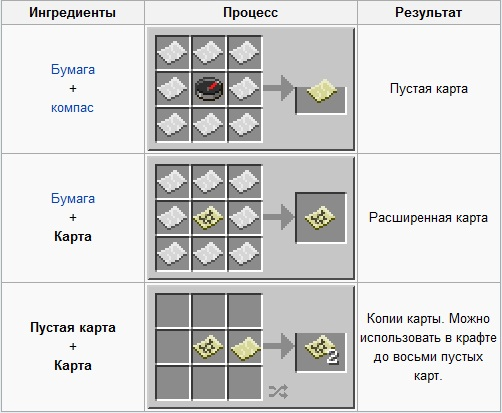 Ингредиенты Процесс Результат
Бумага
+
компас
Пустая карта
Бумага
+
Карта
Расширенная карта
Пустая карта
+
Карта
2
Копии карты. Можно
использовать в крафте
до восьми пустых
карт.